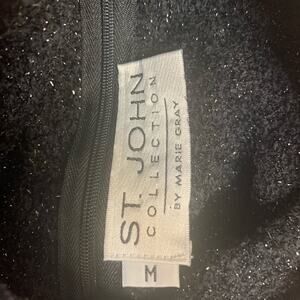 ST. JOHN
COLLECTION
BY MARIE GRAY
M